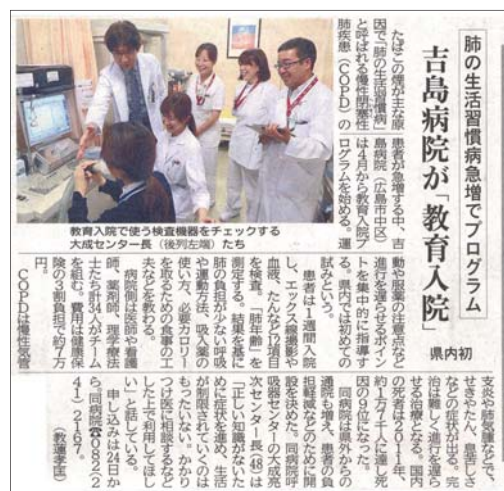 肺の生活習慣病急増でプログラム
吉島病院が「教育入院」
県内初
たばこの煙が主な原
因で「肺の生活習慣病」
と呼ばれる慢性閉塞性
肺疾患（COPD）の
患者が急増する中、吉
島病院（広島市中区）
は4月から教育入院プ
ログラムを始める。運
動や服薬の注意点など
進行を遅らせるポイン
トを集中的に指導す
る。県内では初めての
試みという。
患者は1週間入院
し、エックス線撮影や
血液、たんなど12項目
を検査。「肺年齢」を
測定する。結果を基に
肺の負担が少ない呼吸
や運動方法、吸入薬の
使い方、必要カロリー
を取るための食事の工
夫などを教わる。
病院側は医師や看護
師、薬剤師、理学療法
士たち計34人がチーム
を組む。費用は健康保
険の3割負担で約7万
円。
COPDは慢性気管
支炎や肺気腫などで、
せきやたん、息苦しさ
などの症状が出る。完
治は難しく進行を遅ら
せる治療となる。国内
の死者は2011年、
約1万7千人に達し死
因の9位になった。
同病院は県外からの
通院も増え、患者の負
担軽減などのために開
設を決めた。同病院呼
吸器センターの大成亮
次センター長（48）は
「正しい知識がないた
めに症状を進め、生活
が制限されていくのは
もったいない。かかり
つけ医に相談するなど
した上で利用してほし
い」と話している。
申し込みは24日か
ら。同病院☎082（2
41）2167。
（教蓮孝匡）
教育入院で使う検査機器をチェックする
大成センター長（後列左端）たち